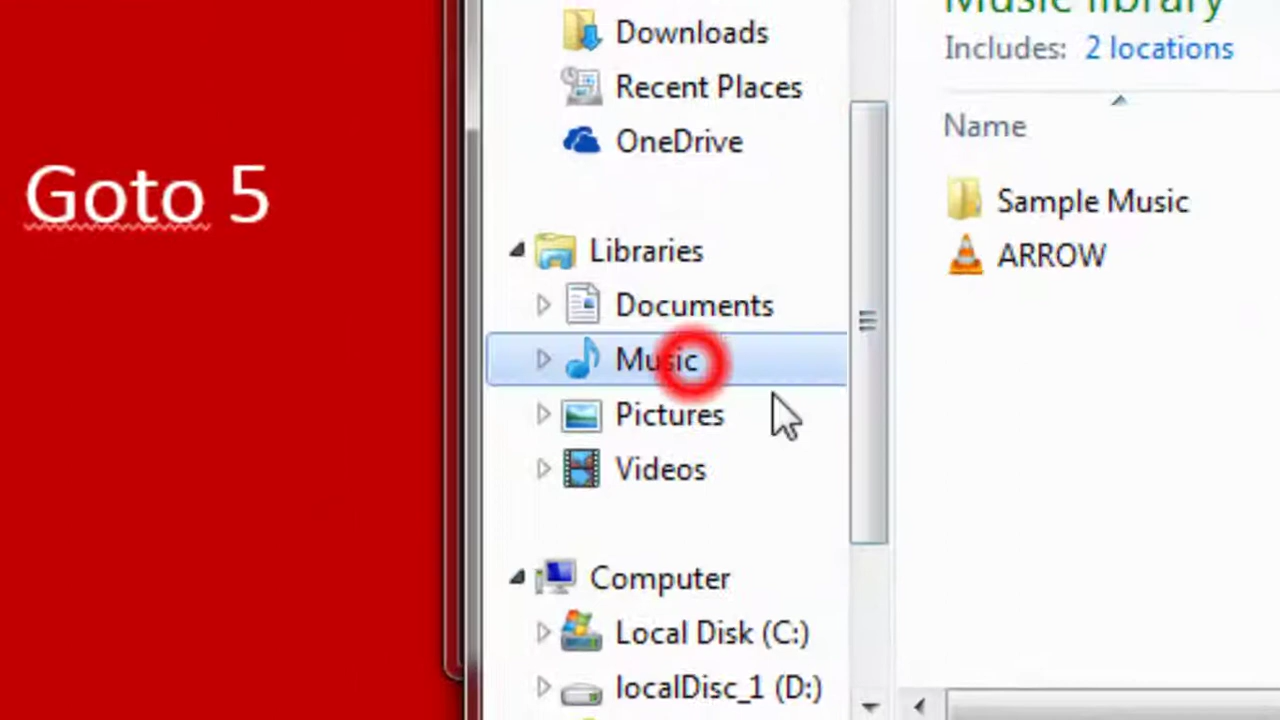 Goto 5
Downloads
Recent Places
OneDrive
Libraries
Documents
Music
Pictures
Videos
Computer
Local Disk (C:)
localDisc_1 (D:)
Music library
Includes: 2 locations
Name
Sample Music
ARROW